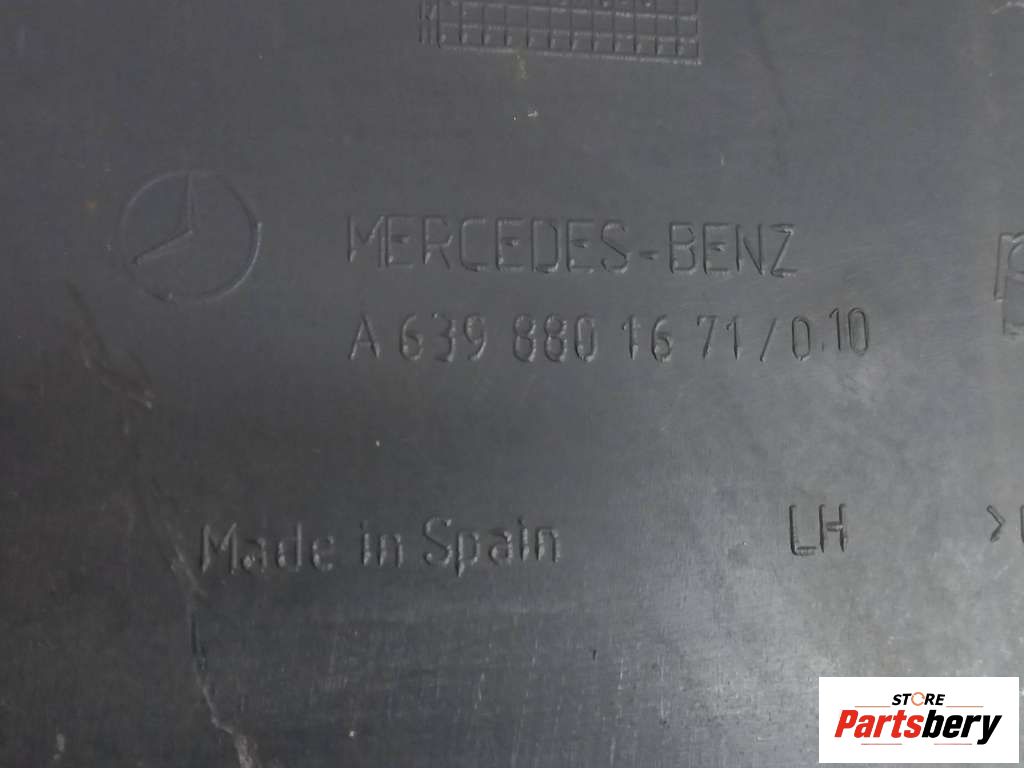 MERCEDES-BENZ
A 639 880 16 71/0.10
Made in Spain
LH
STORE
Partsbery